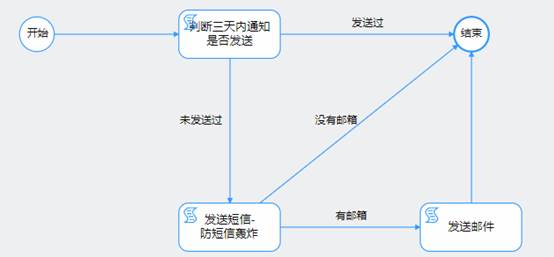 开始
判断三天内通知
是否发送
发送过
结束
未发送过
没有邮箱
发送短信-
防短信轰炸
有邮箱
发送邮件